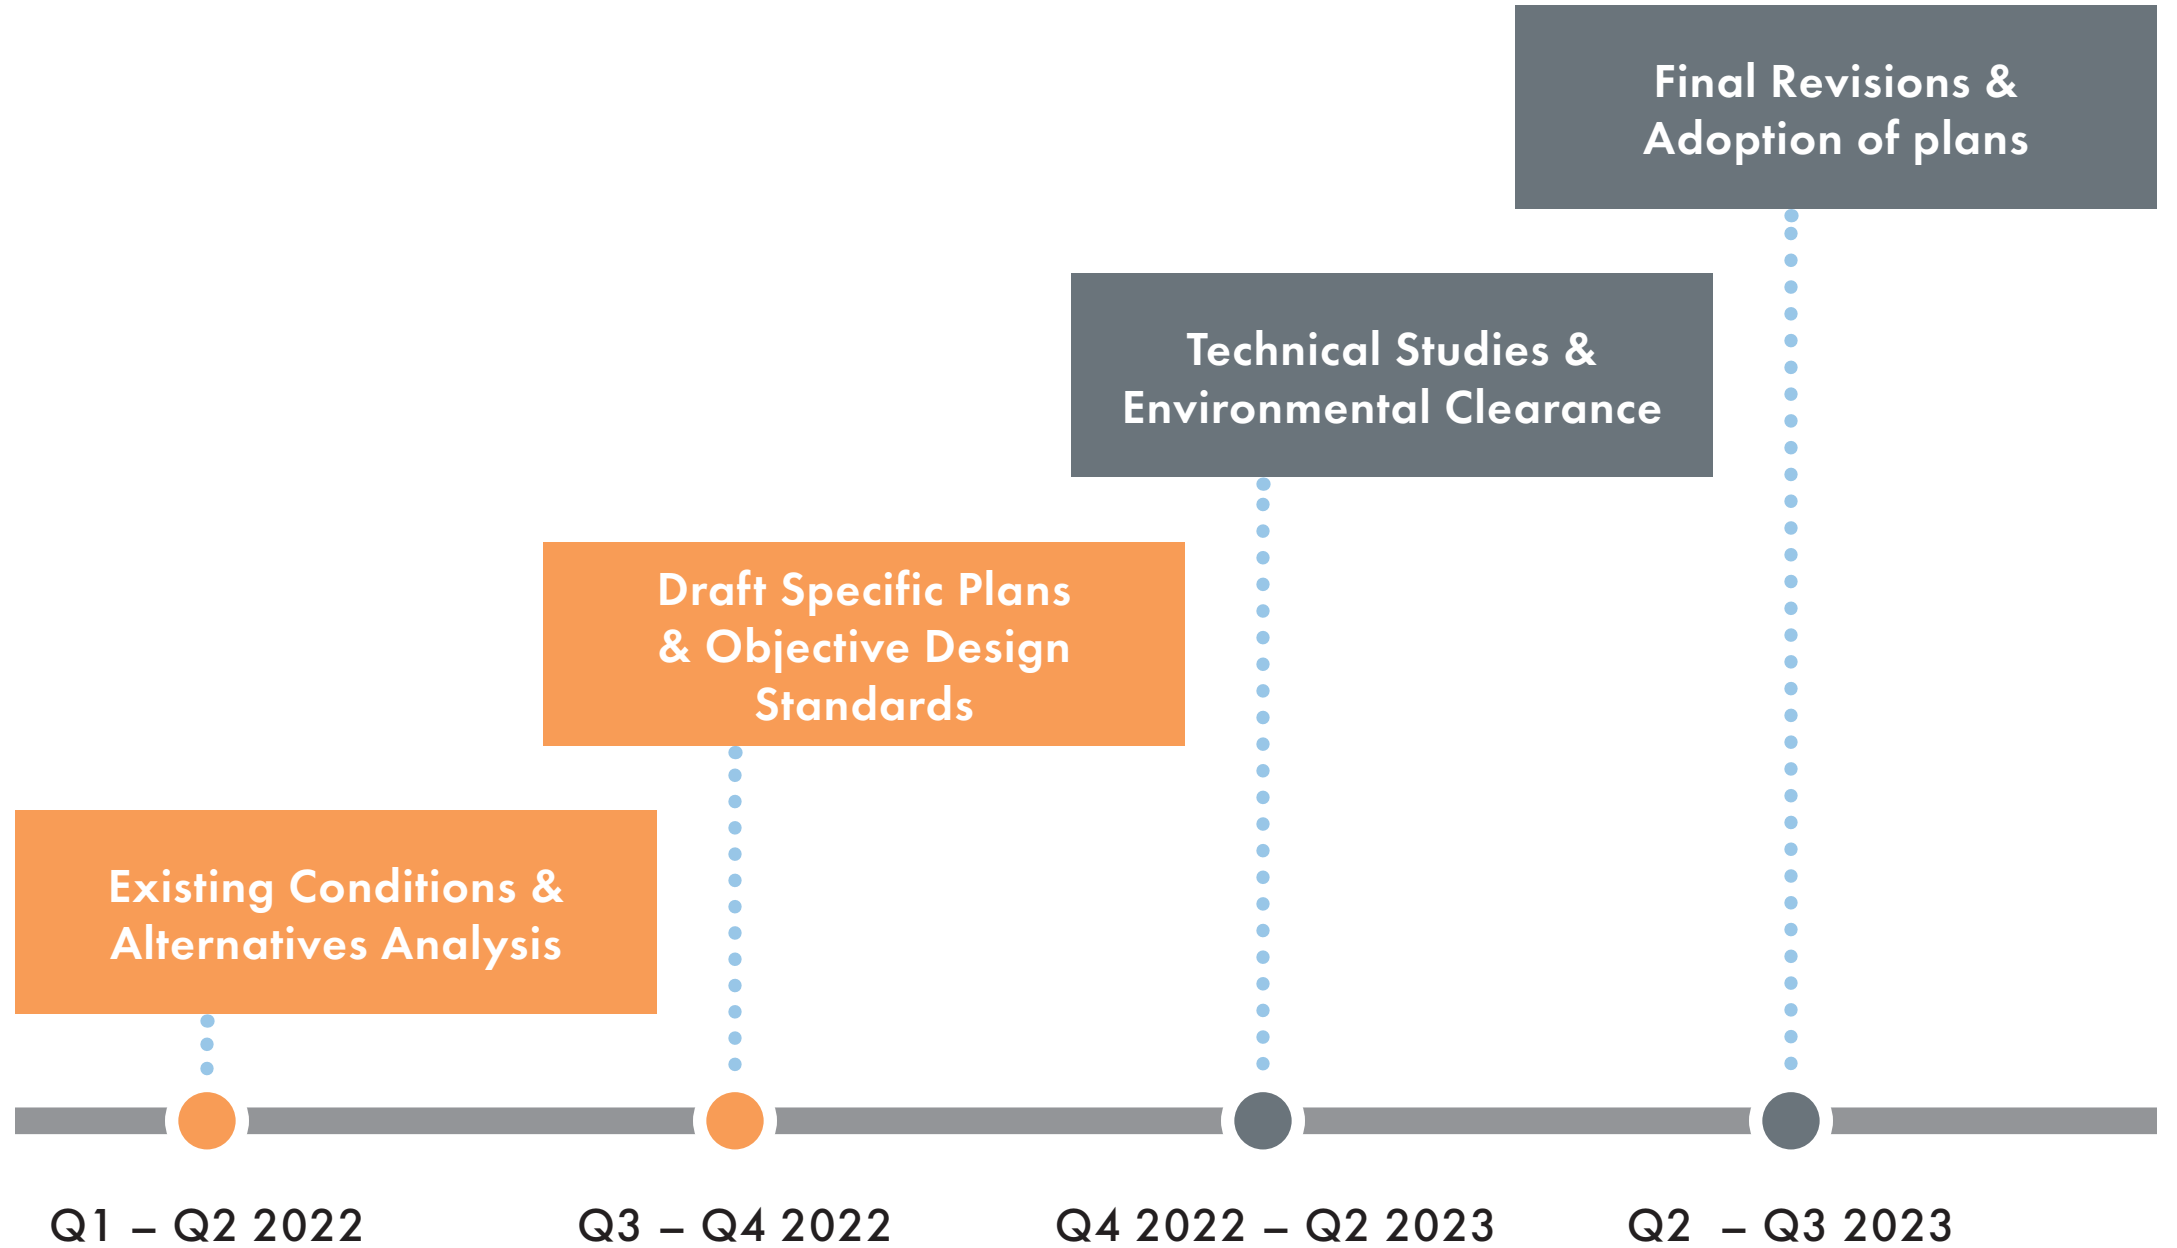 Final Revisions &
Adoption of plans
Technical Studies &
Environmental Clearance
Draft Specific Plans
& Objective Design
Standards
Existing Conditions &
Alternatives Analysis
Q1 – Q2 2022
Q3 – Q4 2022
Q4 2022 – Q2 2023
Q2  – Q3 2023